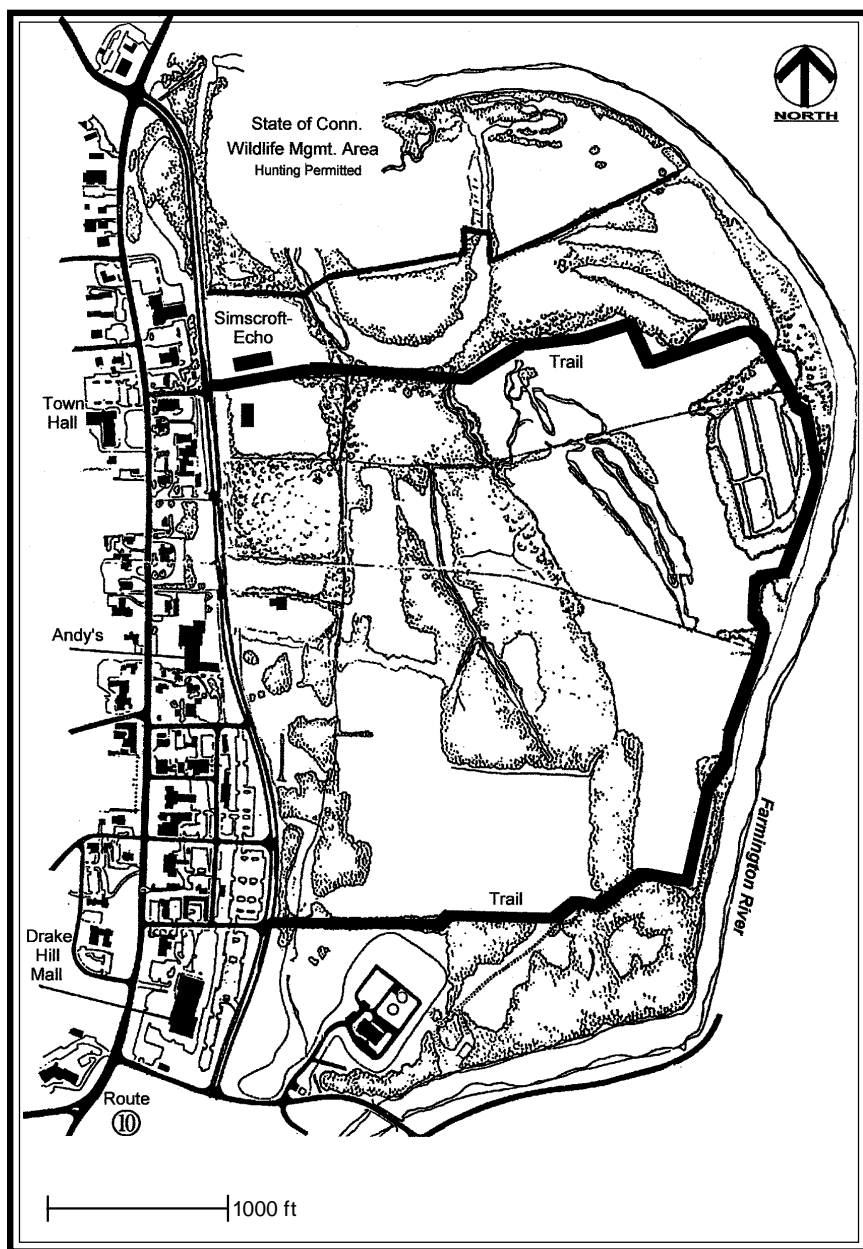 NORTH
State of Conn.
Wildlife Mgmt. Area
Hunting Permitted
Simscroft-
Echo
Trail
Town
Hall
Andy's
Farmington River
Trail
Drake
Hill
Mall
Route
10
1000 ft